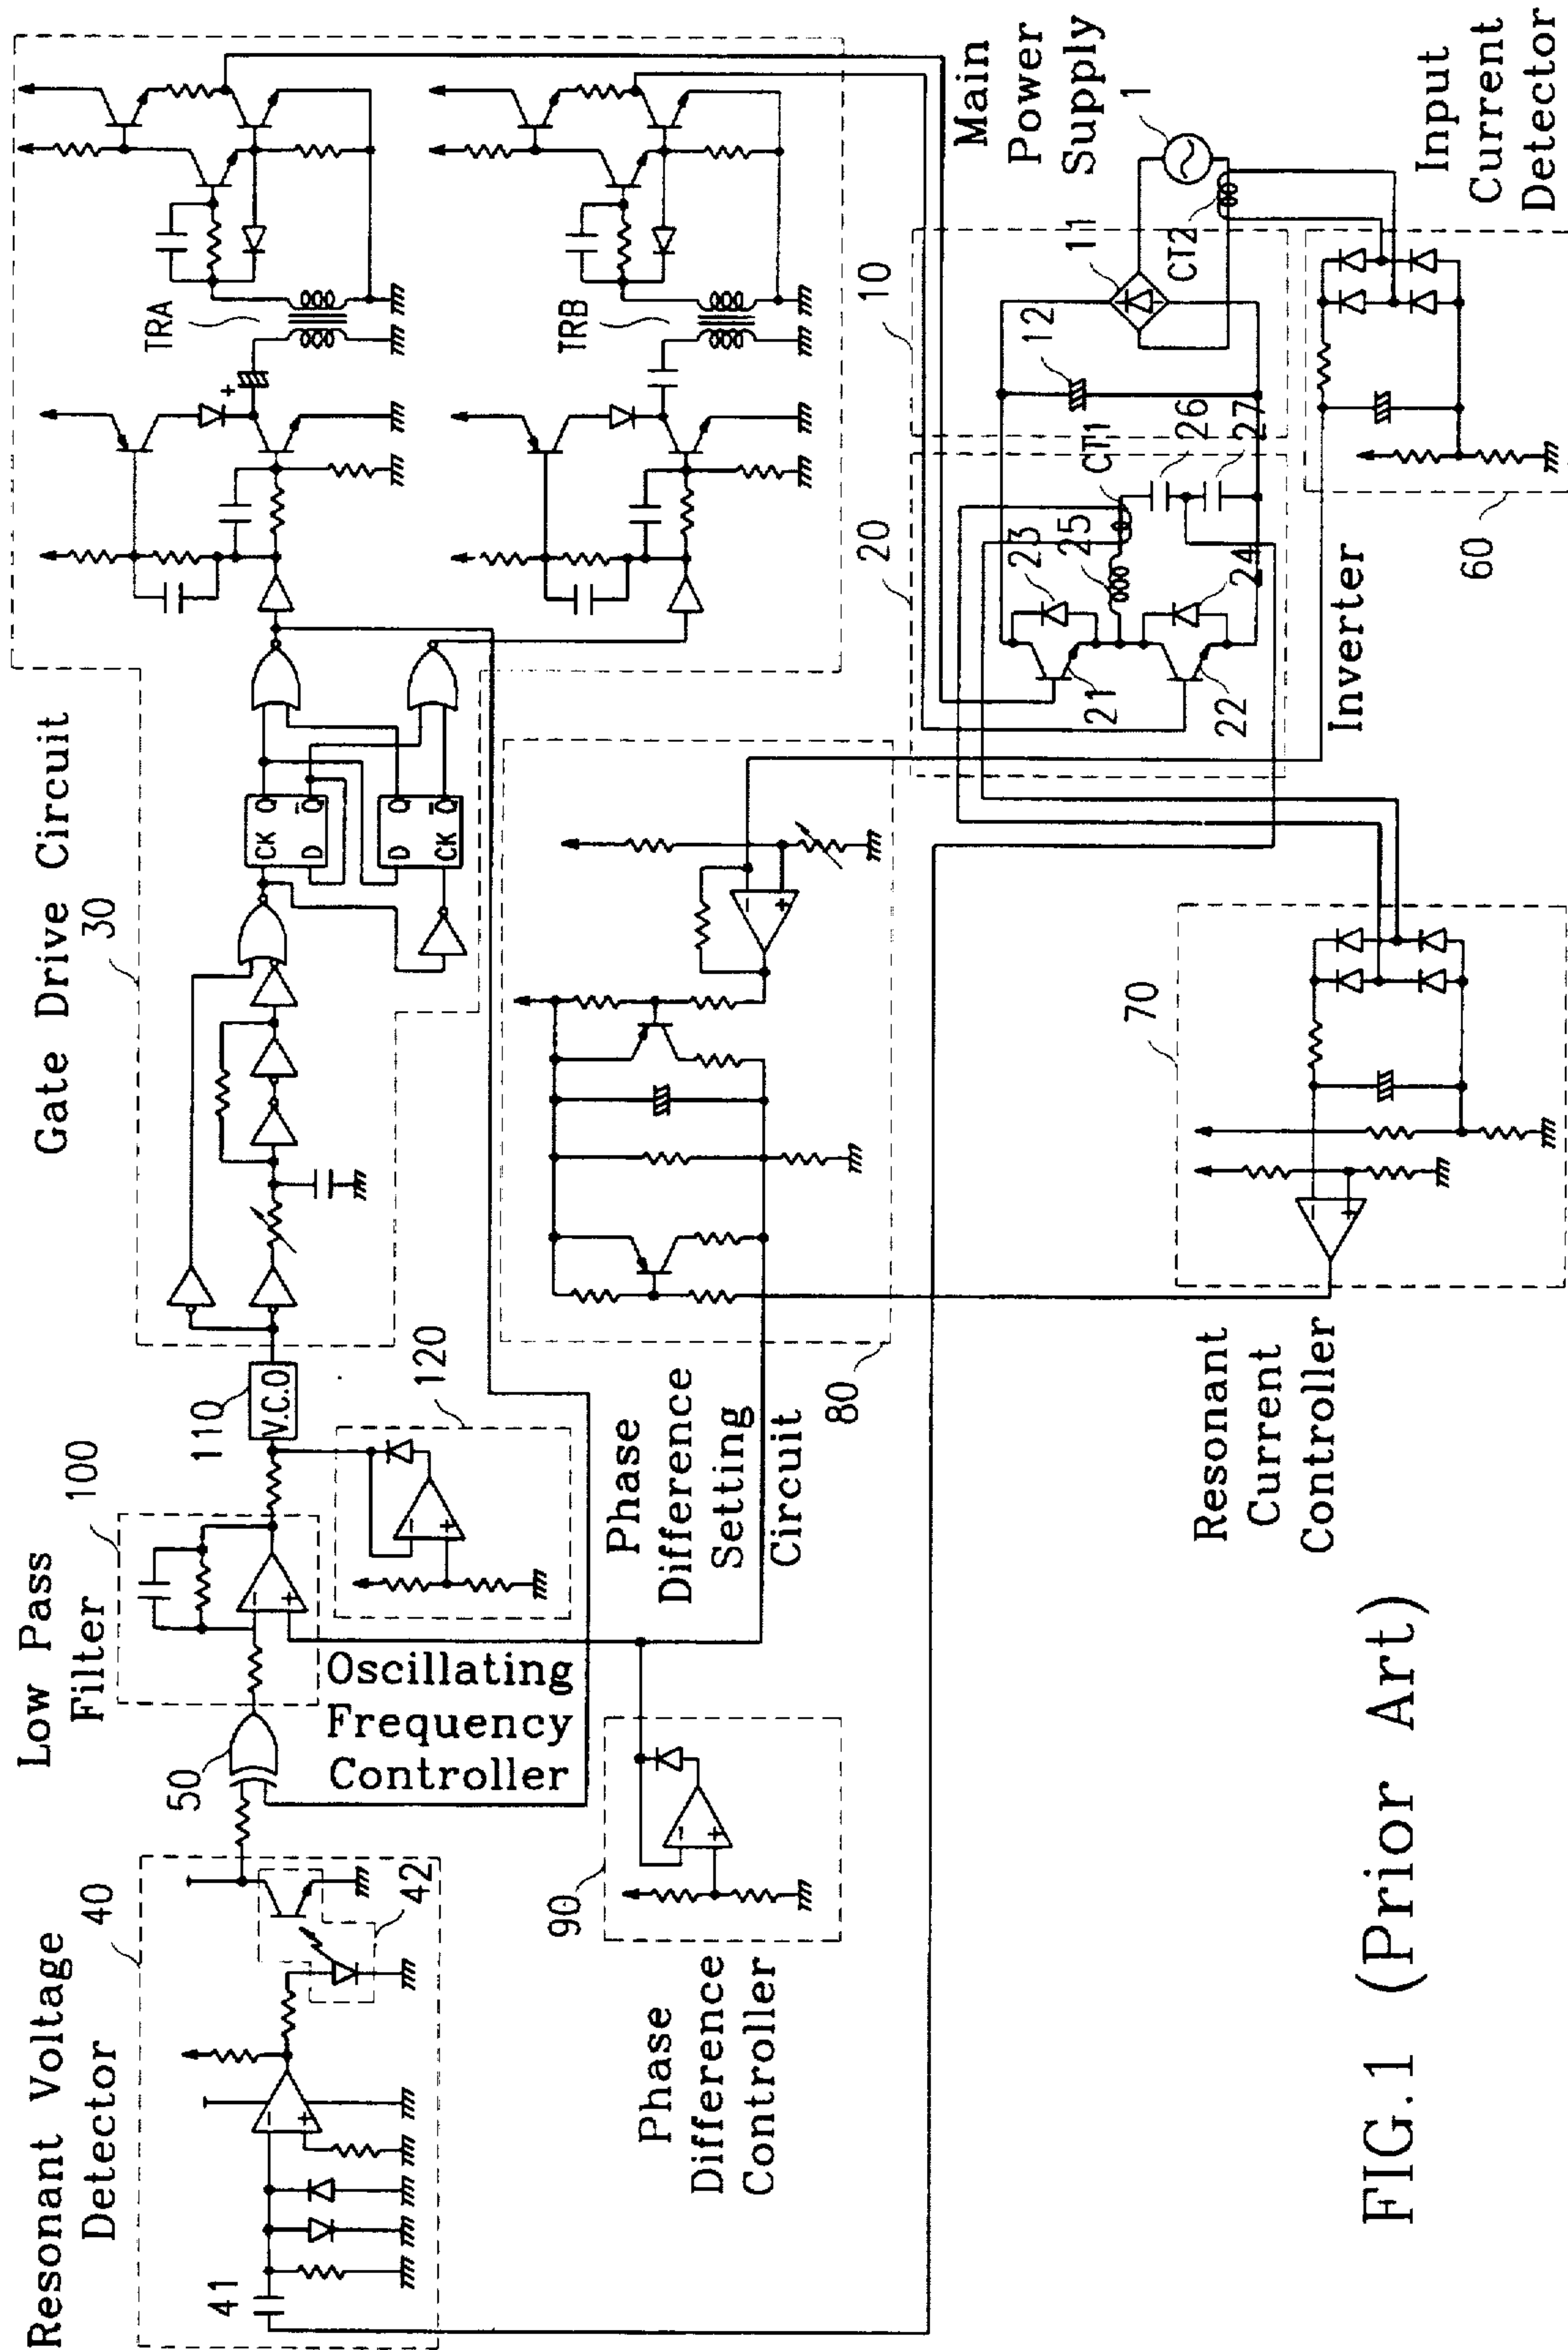 Resonant Voltage
Detector
40
41
42
Low Pass
Filter
100
50
110
V.C.O
120
Oscillating
Frequency
Controller
Gate Drive Circuit
30
CK
Q
D
Q
D
Q
CK
Q
TRA
TRB
+
Phase
Difference
Controller
90
Phase
Difference
Setting
Circuit
80
Resonant
Current
Controller
70
Main
Power
Supply
1
10
11
12
CT2
20
21
22
23
24
25
CT1
26
27
Inverter
60
Input
Current
Detector
FIG.1 (Prior Art)